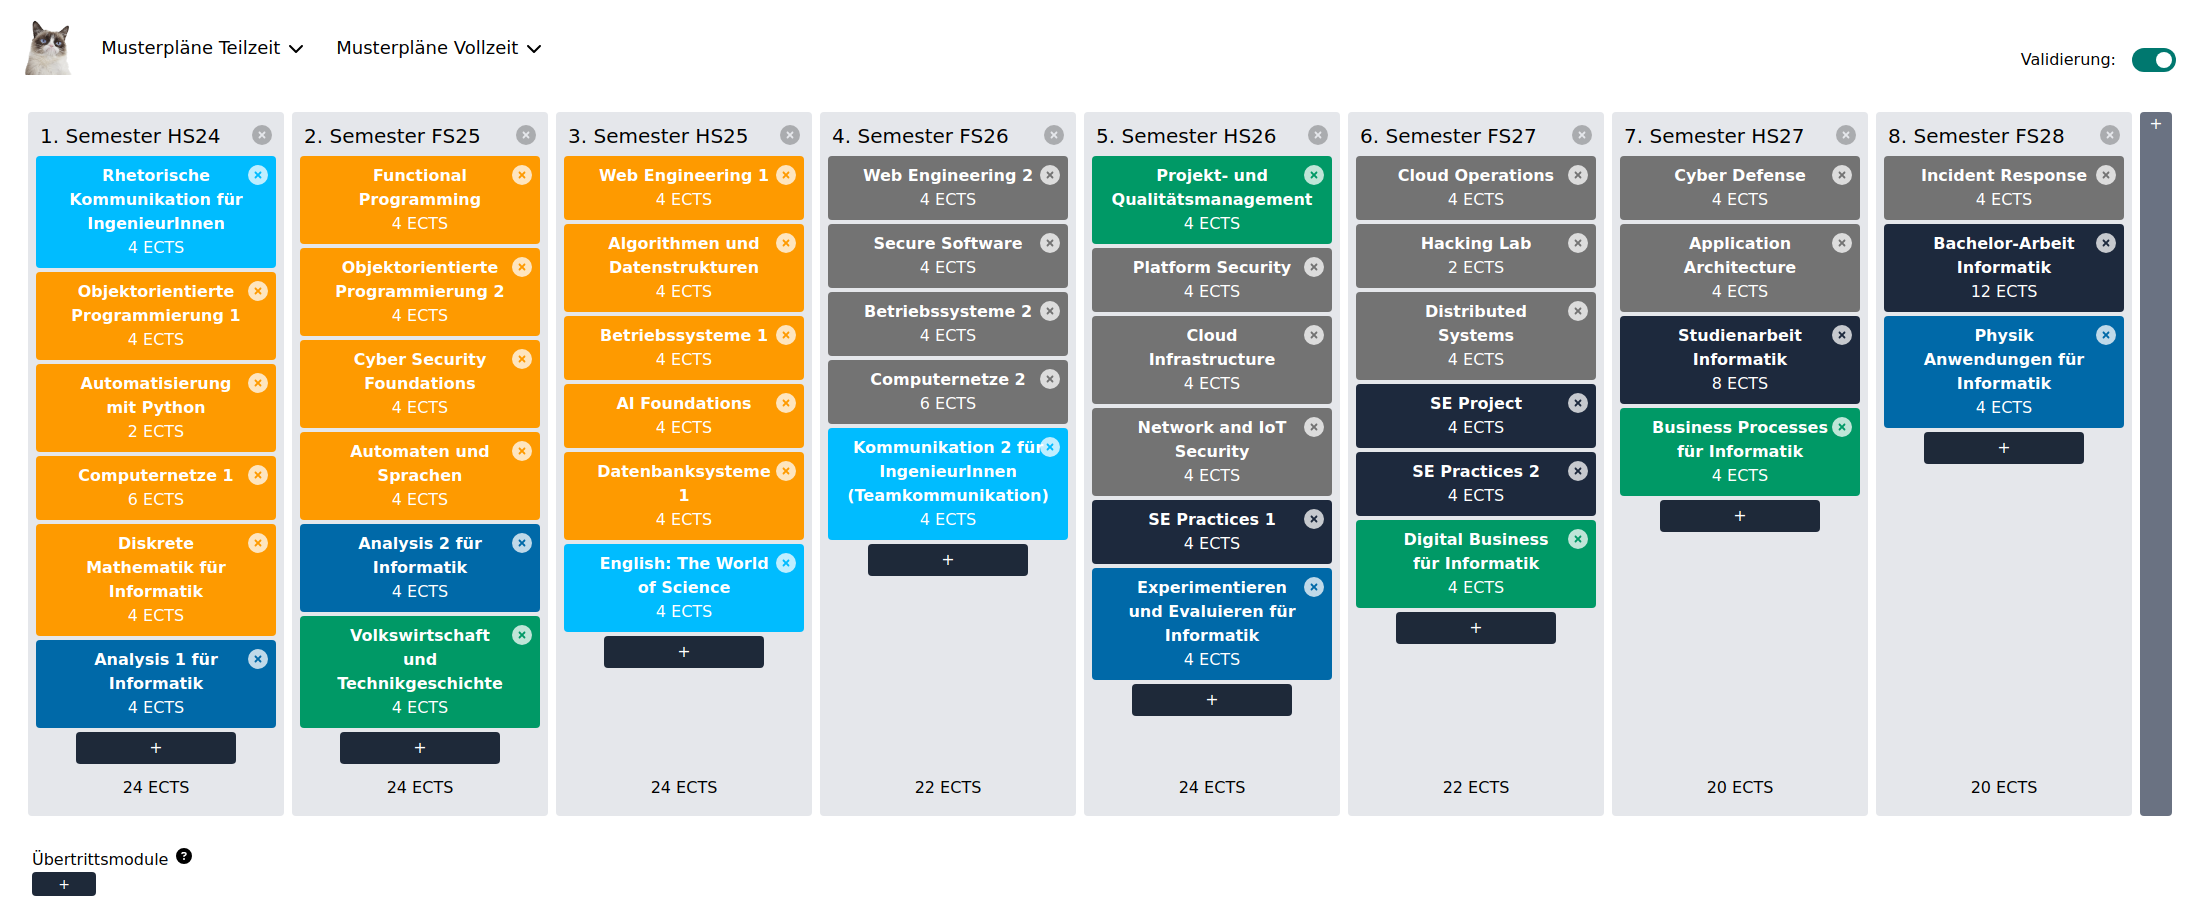 Musterpläne Teilzeit
Musterpläne Vollzeit
Validierung:
1. Semester HS24
Rhetorische
Kommunikation für
IngenieurInnen
4 ECTS
Objektorientierte
Programmierung 1
4 ECTS
Automatisierung
mit Python
2 ECTS
Computernetze 1
6 ECTS
Diskrete
Mathematik für
Informatik
4 ECTS
Analysis 1 für
Informatik
4 ECTS
+
24 ECTS
2. Semester FS25
Functional
Programming
4 ECTS
Objektorientierte
Programmierung 2
4 ECTS
Cyber Security
Foundations
4 ECTS
Automaten und
Sprachen
4 ECTS
Analysis 2 für
Informatik
4 ECTS
Volkswirtschaft
und
Technikgeschichte
4 ECTS
+
24 ECTS
3. Semester HS25
Web Engineering 1
4 ECTS
Algorithmen und
Datenstrukturen
4 ECTS
Betriebssysteme 1
4 ECTS
AI Foundations
4 ECTS
Datenbanksysteme
1
4 ECTS
English: The World
of Science
4 ECTS
+
24 ECTS
4. Semester FS26
Web Engineering 2
4 ECTS
Secure Software
4 ECTS
Betriebssysteme 2
4 ECTS
Computernetze 2
6 ECTS
Kommunikation 2 für
IngenieurInnen
(Teamkommunikation)
4 ECTS
+
22 ECTS
5. Semester HS26
Projekt- und
Qualitätsmanagement
4 ECTS
Platform Security
4 ECTS
Cloud
Infrastructure
4 ECTS
Network and IoT
Security
4 ECTS
SE Practices 1
4 ECTS
Experimentieren
und Evaluieren für
Informatik
4 ECTS
+
24 ECTS
6. Semester FS27
Cloud Operations
4 ECTS
Hacking Lab
2 ECTS
Distributed
Systems
4 ECTS
SE Project
4 ECTS
SE Practices 2
4 ECTS
Digital Business
für Informatik
4 ECTS
+
22 ECTS
7. Semester HS27
Cyber Defense
4 ECTS
Application
Architecture
4 ECTS
Studienarbeit
Informatik
8 ECTS
Business Processes
für Informatik
4 ECTS
+
20 ECTS
8. Semester FS28
Incident Response
4 ECTS
Bachelor-Arbeit
Informatik
12 ECTS
Physik
Anwendungen für
Informatik
4 ECTS
+
20 ECTS
+
Übertrittsmodule ?
+